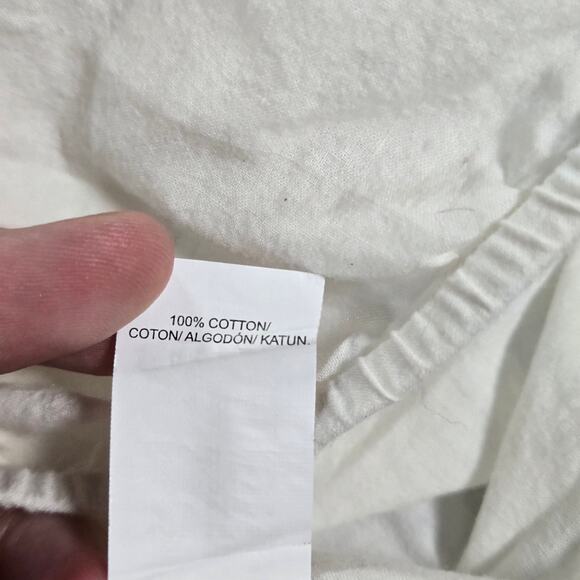 100% COTTON/
COTON/ ALGODÓN/ KATUN.